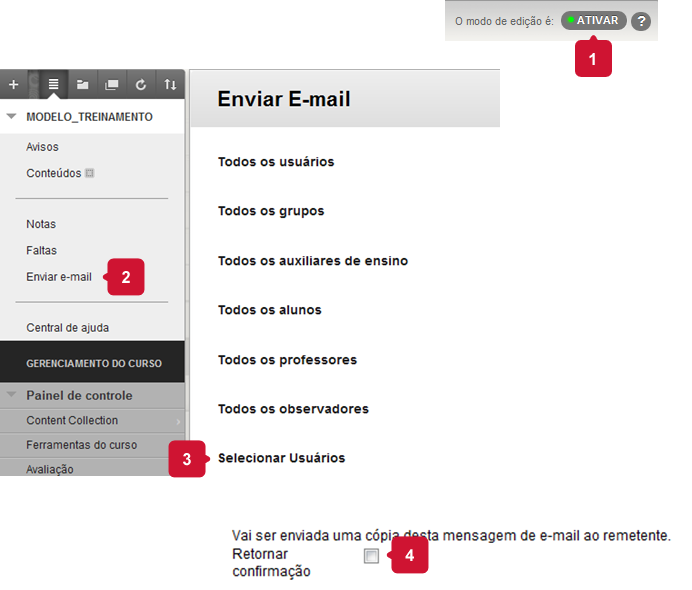 O modo de edição é: ATIVAR ?
1
MODELO_TREINAMENTO
Avisos
Conteúdos
Notas
Faltas
Enviar e-mail
2
Central de ajuda
GERENCIAMENTO DO CURSO
Painel de controle
Content Collection
Ferramentas do curso
Avaliação
Enviar E-mail
Todos os usuários
Todos os grupos
Todos os auxiliares de ensino
Todos os alunos
Todos os professores
Todos os observadores
3
Selecionar Usuários
Vai ser enviada uma cópia desta mensagem de e-mail ao remetente.
Retornar
confirmação
4